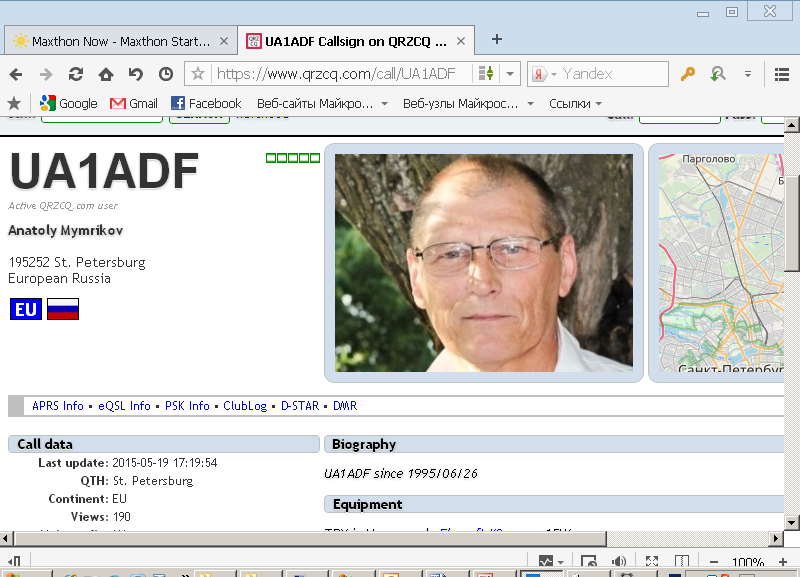 Maxthon Now - Maxthon Start...
UA1ADF Callsign on QRZCQ ...
https://www.qrzcq.com/call/UA1ADF
Yandex
Google
Gmail
Facebook
Веб-сайты Майкро...
Веб-узлы Майкрос...
Ссылки
UA1ADF
Active QRZCQ.com user
Anatoly Mymrikov
195252 St. Petersburg
European Russia
EU
Парголово
Санкт-Петербу
APRS Info • eQSL Info • PSK Info • ClubLog • D-STAR • DMR
Call data
Last update: 2015-05-19 17:19:54
QTH: St. Petersburg
Continent: EU
Views: 190
Biography
UA1ADF since 1995/06/26
Equipment
100%